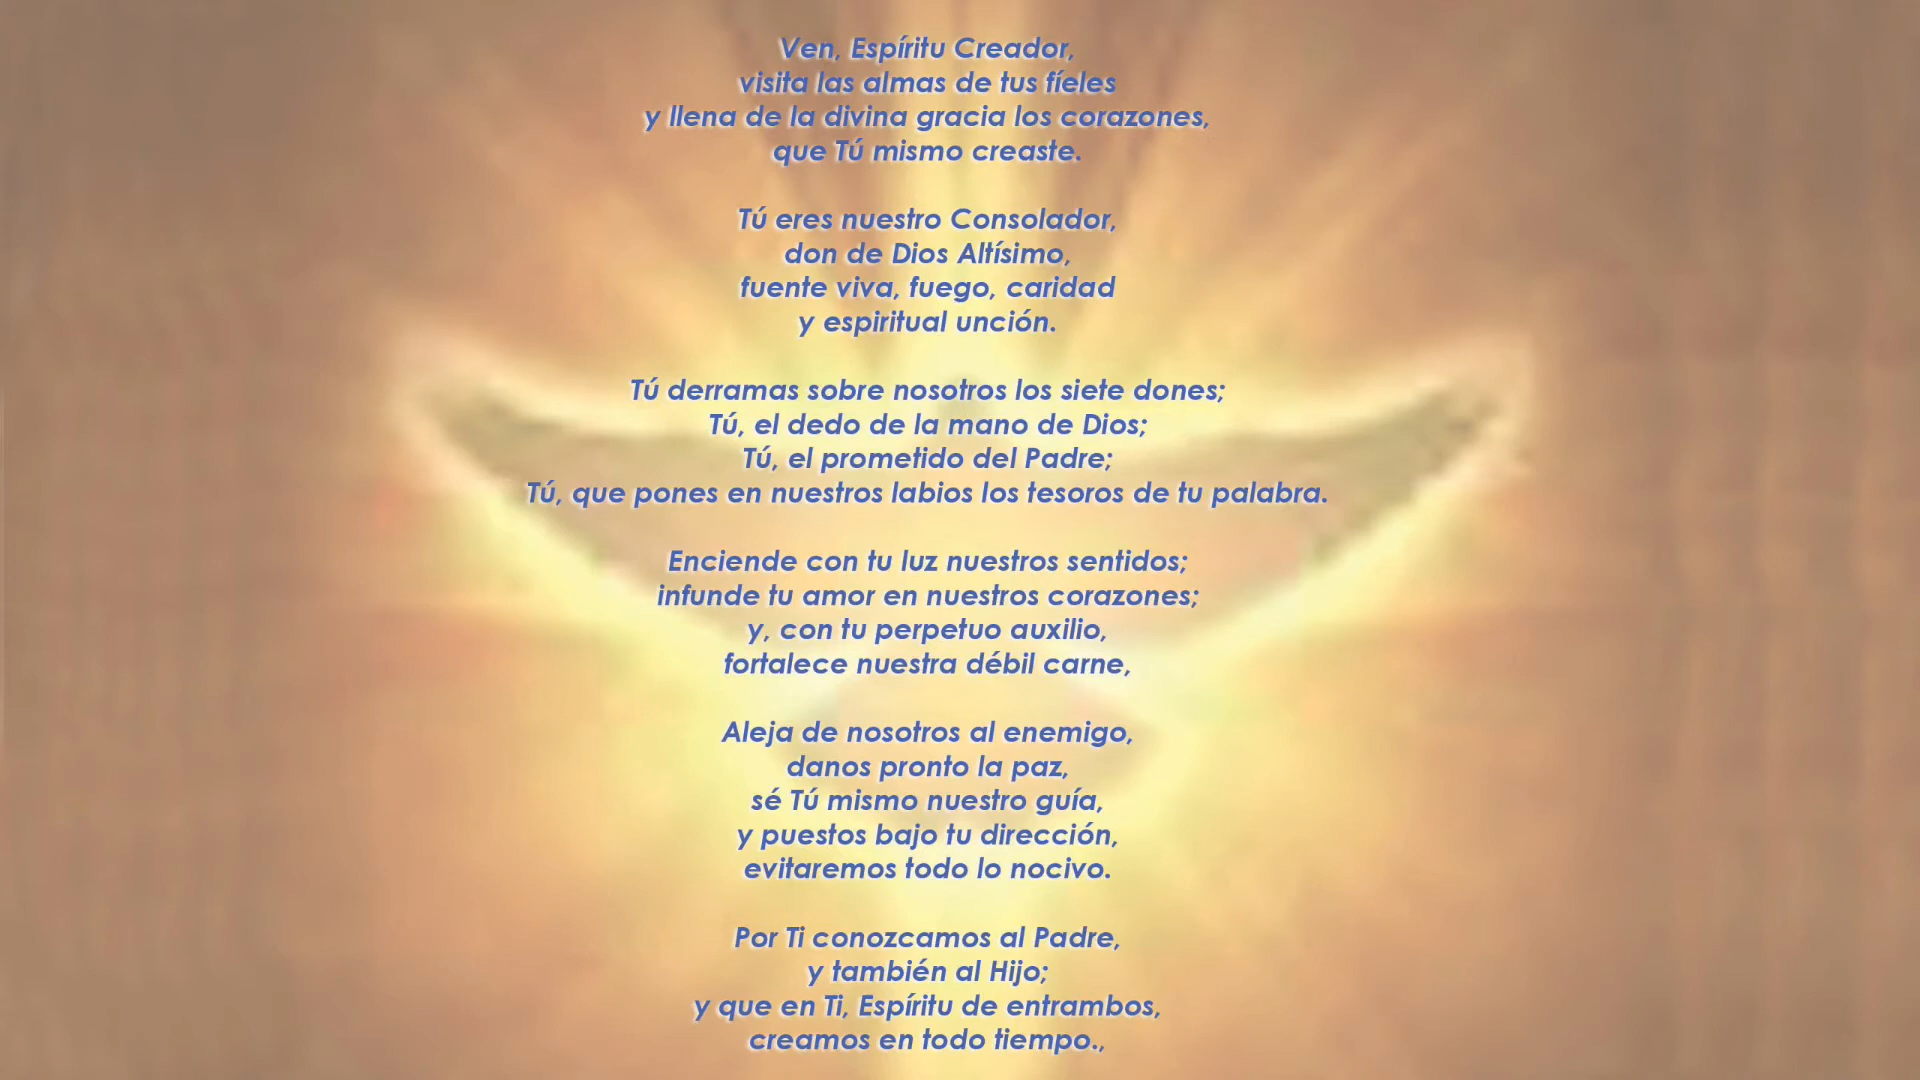 Ven, Espíritu Creador,
visita las almas de tus fíeles
y llena de la divina gracia los corazones,
que Tú mismo creaste.
Tú eres nuestro Consolador,
don de Dios Altísimo,
fuente viva, fuego, caridad
y espiritual unción.
Tú derramas sobre nosotros los siete dones;
Tú, el dedo de la mano de Dios;
Tú, el prometido del Padre;
Tú, que pones en nuestros labios los tesoros de tu palabra.
Enciende con tu luz nuestros sentidos;
infunde tu amor en nuestros corazones;
y, con tu perpetuo auxilio,
fortalece nuestra débil carne,
Aleja de nosotros al enemigo,
danos pronto la paz,
sé Tú mismo nuestro guía,
y puestos bajo tu dirección,
evitaremos todo lo nocivo.
Por Ti conozcamos al Padre,
y también al Hijo;
y que en Ti, Espíritu de entrambos,
creamos en todo tiempo.,